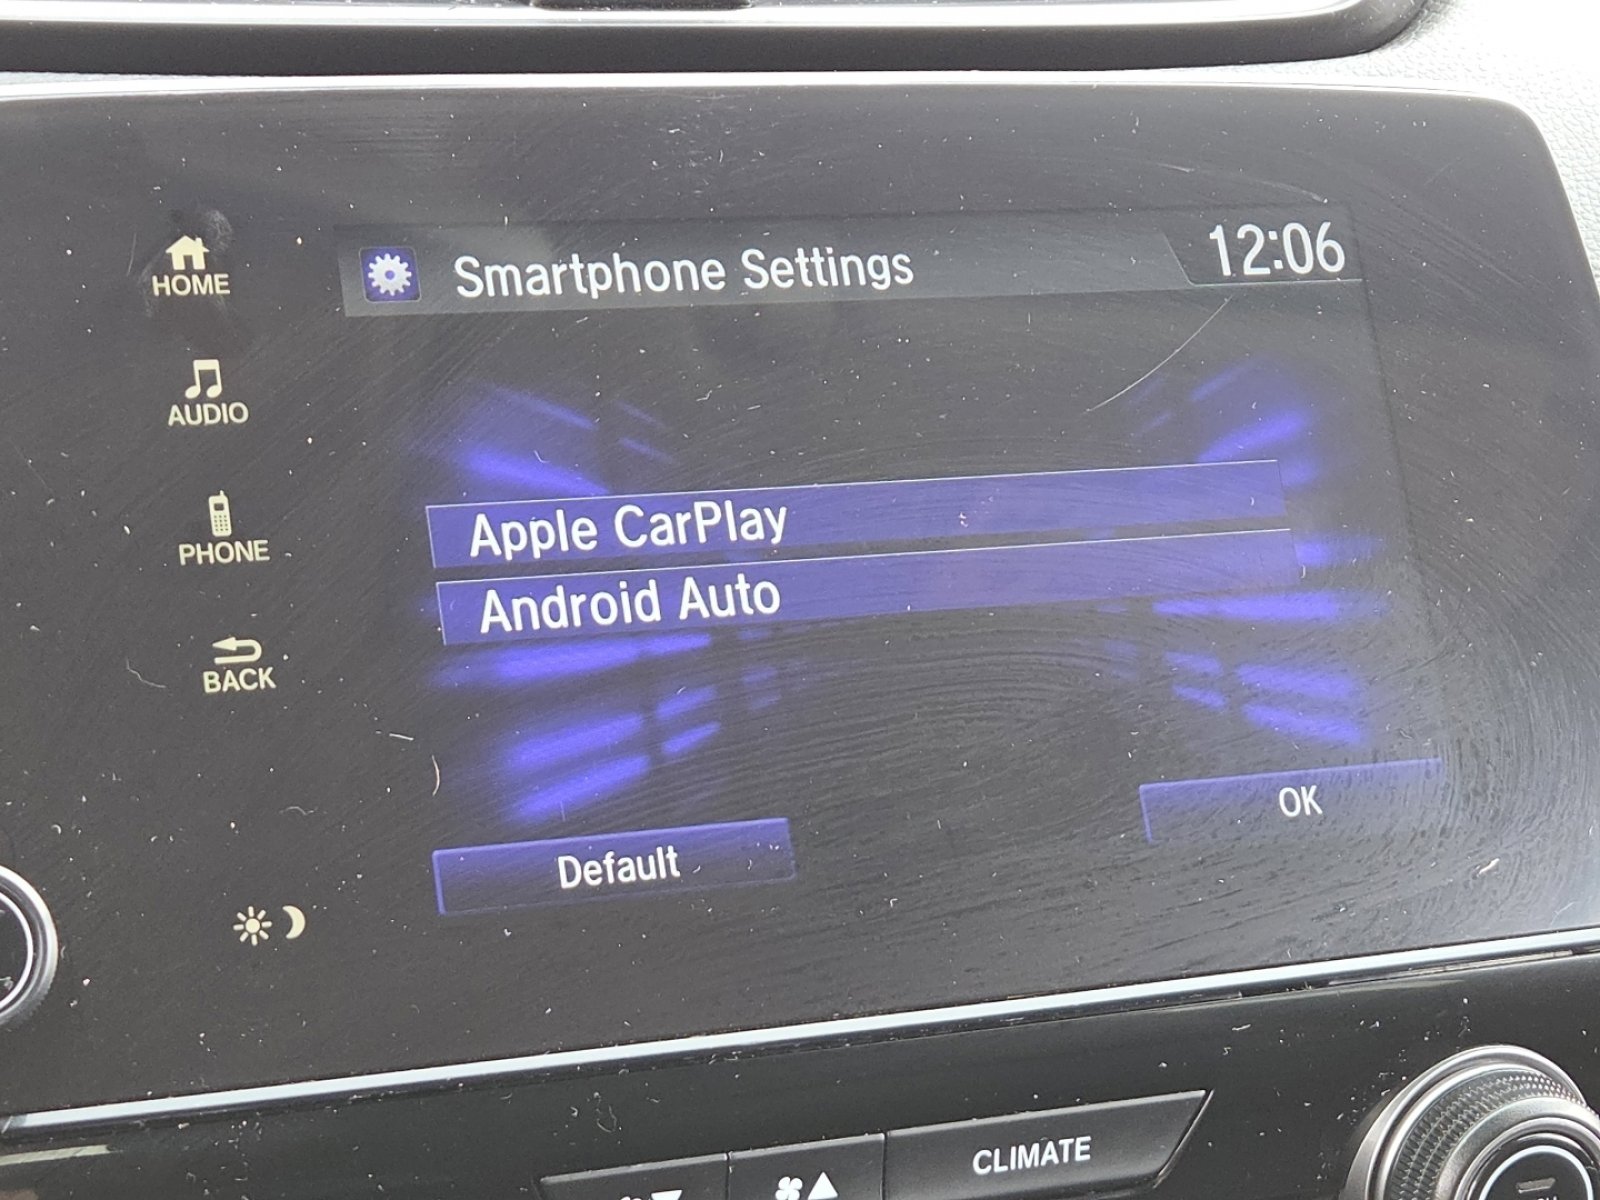 Smartphone Settings
12:06
HOME
AUDIO
PHONE
BACK
Apple CarPlay
Android Auto
Default
OK
CLIMATE